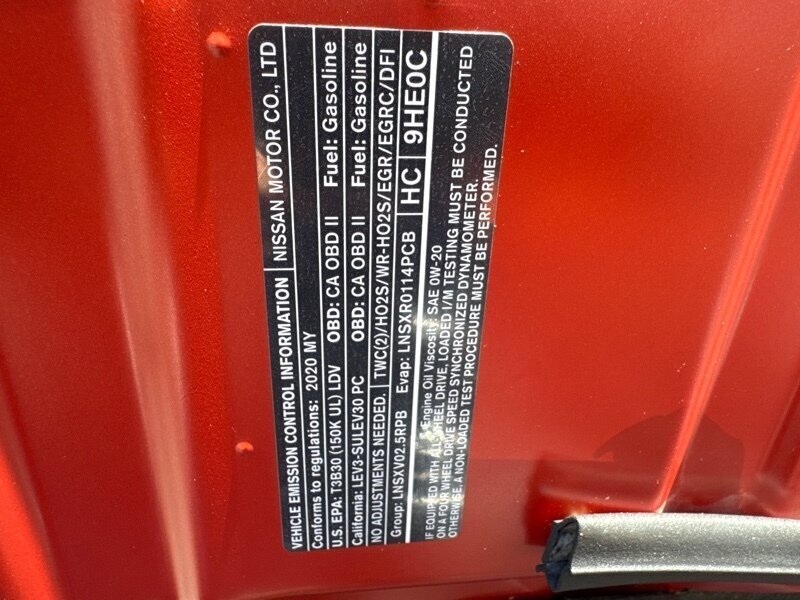 VEHICLE EMISSION CONTROL INFORMATION NISSAN MOTOR CO., LTD
Conforms to regulations: 2020 MY
U.S. EPA: T3B30 (150K UL) LDV OBD: CA OBD II Fuel: Gasoline
California: LEV3-SULEV30 PC OBD: CA OBD II Fuel: Gasoline
NO ADJUSTMENTS NEEDED. TWC(2)/HO2S/WR-HO2S/EGR/EGRC/DFI
Group: LNSXV02.5RPB Evap: LNSXR0114PCB HC 9HE0C
Engine Oil Viscosity: SAE 0W-20
IF EQUIPPED WITH ALL WHEEL DRIVE, LOADED I/M TESTING MUST BE CONDUCTED
ON A FOUR WHEEL DRIVE SPEED SYNCHRONIZED DYNAMOMETER.
OTHERWISE, A NON-LOADED TEST PROCEDURE MUST BE PERFORMED.